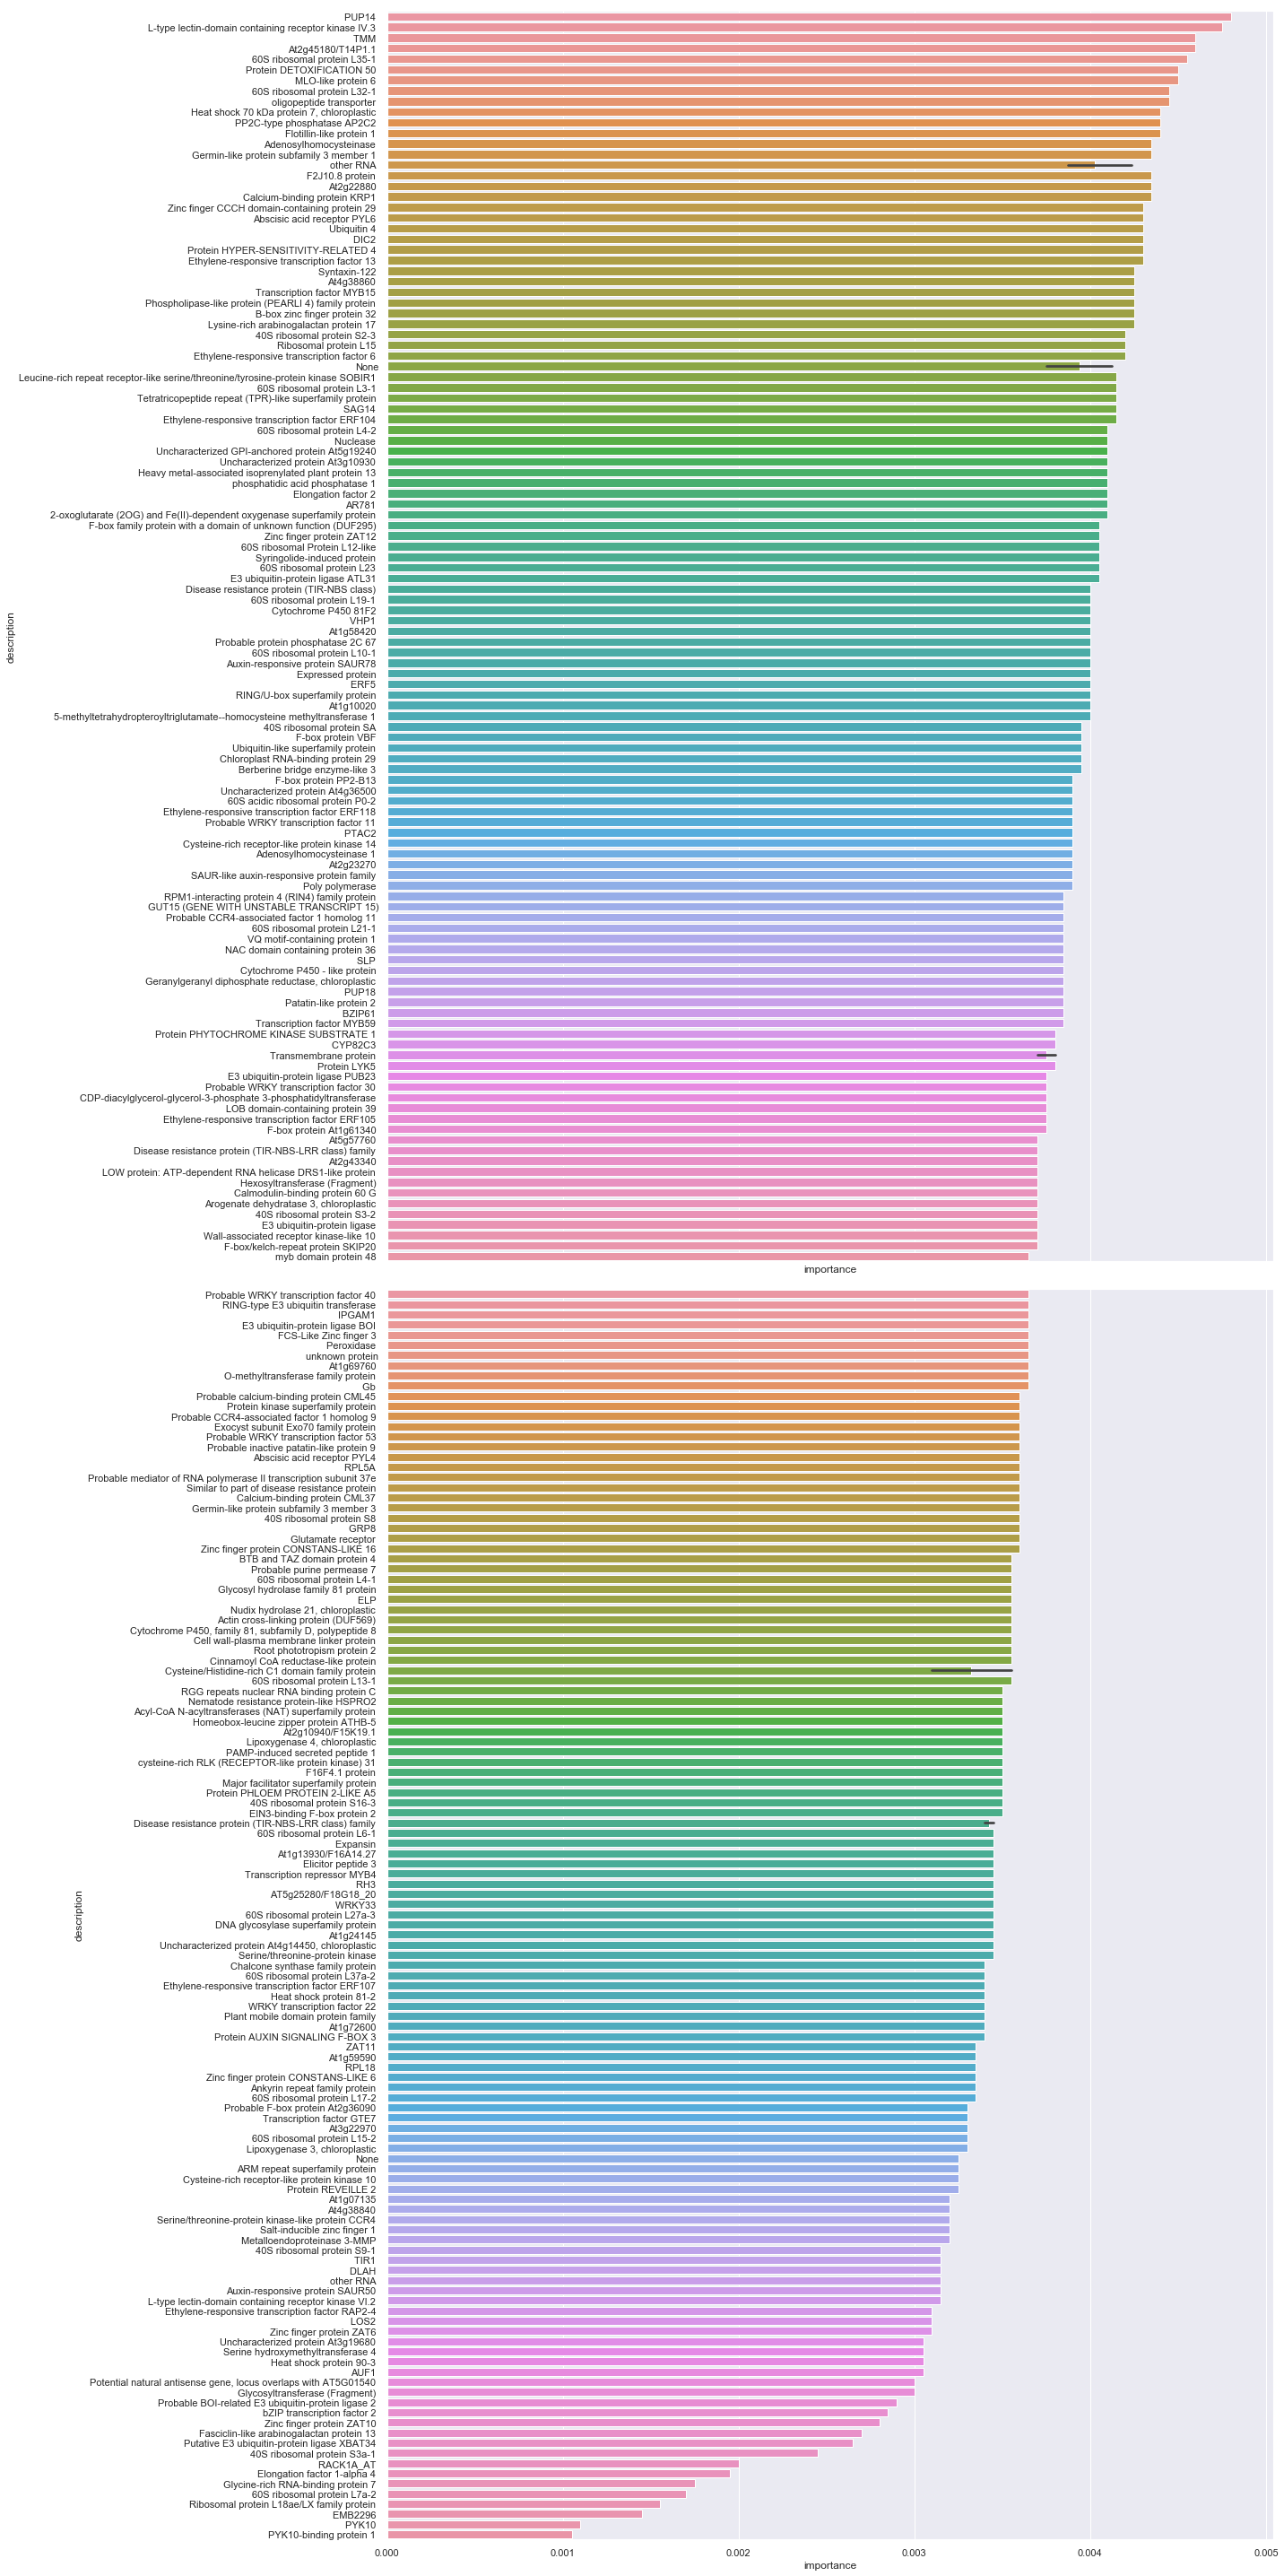 PUP14
L-type lectin-domain containing receptor kinase IV.3
TMM
At2g45180/T14P1.1
60S ribosomal protein L35-1
Protein DETOXIFICATION 50
MLO-like protein 6
60S ribosomal protein L32-1
oligopeptide transporter
Heat shock 70 kDa protein 7, chloroplastic
PP2C-type phosphatase AP2C2
Flotillin-like protein 1
Adenosylhomocysteinase
Germin-like protein subfamily 3 member 1
other RNA
F2J10.8 protein
At2g22880
Calcium-binding protein KRP1
Zinc finger CCCH domain-containing protein 29
Abscisic acid receptor PYL6
Ubiquitin 4
DIC2
Protein HYPER-SENSITIVITY-RELATED 4
Ethylene-responsive transcription factor 13
Syntaxin-122
At4g38860
Transcription factor MYB15
Phospholipase-like protein (PEARLI 4) family protein
B-box zinc finger protein 32
Lysine-rich arabinogalactan protein 17
40S ribosomal protein S2-3
Ribosomal protein L15
Ethylene-responsive transcription factor 6
None
Leucine-rich repeat receptor-like serine/threonine/tyrosine-protein kinase SOBIR1
60S ribosomal protein L3-1
Tetratricopeptide repeat (TPR)-like superfamily protein
SAG14
Ethylene-responsive transcription factor ERF104
60S ribosomal protein L4-2
Nuclease
Uncharacterized GPI-anchored protein At5g19240
Uncharacterized protein At3g10930
Heavy metal-associated isoprenylated plant protein 13
phosphatidic acid phosphatase 1
Elongation factor 2
AR781
2-oxoglutarate (2OG) and Fe(II)-dependent oxygenase superfamily protein
F-box family protein with a domain of unknown function (DUF295)
Zinc finger protein ZAT12
60S ribosomal Protein L12-like
Syringolide-induced protein
60S ribosomal protein L23
E3 ubiquitin-protein ligase ATL31
Disease resistance protein (TIR-NBS class)
60S ribosomal protein L19-1
Cytochrome P450 81F2
VHP1
At1g58420
Probable protein phosphatase 2C 67
60S ribosomal protein L10-1
Auxin-responsive protein SAUR78
Expressed protein
ERF5
RING/U-box superfamily protein
At1g10020
5-methyltetrahydropteroyltriglutamate--homocysteine methyltransferase 1
40S ribosomal protein SA
F-box protein VBF
Ubiquitin-like superfamily protein
Chloroplast RNA-binding protein 29
Berberine bridge enzyme-like 3
F-box protein PP2-B13
Uncharacterized protein At4g36500
60S acidic ribosomal protein P0-2
Ethylene-responsive transcription factor ERF118
Probable WRKY transcription factor 11
PTAC2
Cysteine-rich receptor-like protein kinase 14
Adenosylhomocysteinase 1
At2g23270
SAUR-like auxin-responsive protein family
Poly polymerase
RPM1-interacting protein 4 (RIN4) family protein
GUT15 (GENE WITH UNSTABLE TRANSCRIPT 15)
Probable CCR4-associated factor 1 homolog 11
60S ribosomal protein L21-1
VQ motif-containing protein 1
NAC domain containing protein 36
SLP
Cytochrome P450 - like protein
Geranylgeranyl diphosphate reductase, chloroplastic
PUP18
Patatin-like protein 2
BZIP61
Transcription factor MYB59
Protein PHYTOCHROME KINASE SUBSTRATE 1
CYP82C3
Transmembrane protein
Protein LYK5
E3 ubiquitin-protein ligase PUB23
Probable WRKY transcription factor 30
CDP-diacylglycerol-glycerol-3-phosphate 3-phosphatidyltransferase
LOB domain-containing protein 39
Ethylene-responsive transcription factor ERF105
F-box protein At1g61340
At5g57760
Disease resistance protein (TIR-NBS-LRR class) family
At2g43340
LOW protein: ATP-dependent RNA helicase DRS1-like protein
Hexosyltransferase (Fragment)
Calmodulin-binding protein 60 G
Arogenate dehydratase 3, chloroplastic
40S ribosomal protein S3-2
E3 ubiquitin-protein ligase
Wall-associated receptor kinase-like 10
F-box/kelch-repeat protein SKIP20
myb domain protein 48
description
importance
Probable WRKY transcription factor 40
RING-type E3 ubiquitin transferase
IPGAM1
E3 ubiquitin-protein ligase BOI
FCS-Like Zinc finger 3
Peroxidase
unknown protein
At1g69760
O-methyltransferase family protein
Gb
Probable calcium-binding protein CML45
Protein kinase superfamily protein
Probable CCR4-associated factor 1 homolog 9
Exocyst subunit Exo70 family protein
Probable WRKY transcription factor 53
Probable inactive patatin-like protein 9
Abscisic acid receptor PYL4
RPL5A
Probable mediator of RNA polymerase II transcription subunit 37e
Similar to part of disease resistance protein
Calcium-binding protein CML37
Germin-like protein subfamily 3 member 3
40S ribosomal protein S8
GRP8
Glutamate receptor
Zinc finger protein CONSTANS-LIKE 16
BTB and TAZ domain protein 4
Probable purine permease 7
60S ribosomal protein L4-1
Glycosyl hydrolase family 81 protein
ELP
Nudix hydrolase 21, chloroplastic
Actin cross-linking protein (DUF569)
Cytochrome P450, family 81, subfamily D, polypeptide 8
Cell wall-plasma membrane linker protein
Root phototropism protein 2
Cinnamoyl CoA reductase-like protein
Cysteine/Histidine-rich C1 domain family protein
60S ribosomal protein L13-1
RGG repeats nuclear RNA binding protein C
Nematode resistance protein-like HSPRO2
Acyl-CoA N-acyltransferases (NAT) superfamily protein
Homeobox-leucine zipper protein ATHB-5
At2g10940/F15K19.1
Lipoxygenase 4, chloroplastic
PAMP-induced secreted peptide 1
cysteine-rich RLK (RECEPTOR-like protein kinase) 31
F16F4.1 protein
Major facilitator superfamily protein
Protein PHLOEM PROTEIN 2-LIKE A5
40S ribosomal protein S16-3
EIN3-binding F-box protein 2
Disease resistance protein (TIR-NBS-LRR class) family
60S ribosomal protein L6-1
Expansin
At1g13930/F16A14.27
Elicitor peptide 3
Transcription repressor MYB4
RH3
AT5g25280/F18G18_20
WRKY33
60S ribosomal protein L27a-3
DNA glycosylase superfamily protein
At1g24145
Uncharacterized protein At4g14450, chloroplastic
Serine/threonine-protein kinase
Chalcone synthase family protein
60S ribosomal protein L37a-2
Ethylene-responsive transcription factor ERF107
Heat shock protein 81-2
WRKY transcription factor 22
Plant mobile domain protein family
At1g72600
Protein AUXIN SIGNALING F-BOX 3
ZAT11
At1g59590
RPL18
Zinc finger protein CONSTANS-LIKE 6
Ankyrin repeat family protein
60S ribosomal protein L17-2
Probable F-box protein At2g36090
Transcription factor GTE7
At3g22970
60S ribosomal protein L15-2
Lipoxygenase 3, chloroplastic
None
ARM repeat superfamily protein
Cysteine-rich receptor-like protein kinase 10
Protein REVEILLE 2
At1g07135
At4g38840
Serine/threonine-protein kinase-like protein CCR4
Salt-inducible zinc finger 1
Metalloendoproteinase 3-MMP
40S ribosomal protein S9-1
TIR1
DLAH
other RNA
Auxin-responsive protein SAUR50
L-type lectin-domain containing receptor kinase VI.2
Ethylene-responsive transcription factor RAP2-4
LOS2
Zinc finger protein ZAT6
Uncharacterized protein At3g19680
Serine hydroxymethyltransferase 4
Heat shock protein 90-3
AUF1
Potential natural antisense gene, locus overlaps with AT5G01540
Glycosyltransferase (Fragment)
Probable BOI-related E3 ubiquitin-protein ligase 2
bZIP transcription factor 2
Zinc finger protein ZAT10
Fasciclin-like arabinogalactan protein 13
Putative E3 ubiquitin-protein ligase XBAT34
40S ribosomal protein S3a-1
RACK1A_AT
Elongation factor 1-alpha 4
Glycine-rich RNA-binding protein 7
60S ribosomal protein L7a-2
Ribosomal protein L18ae/LX family protein
EMB2296
PYK10
PYK10-binding protein 1
description
0.000 0.001 0.002 0.003 0.004 0.005
importance